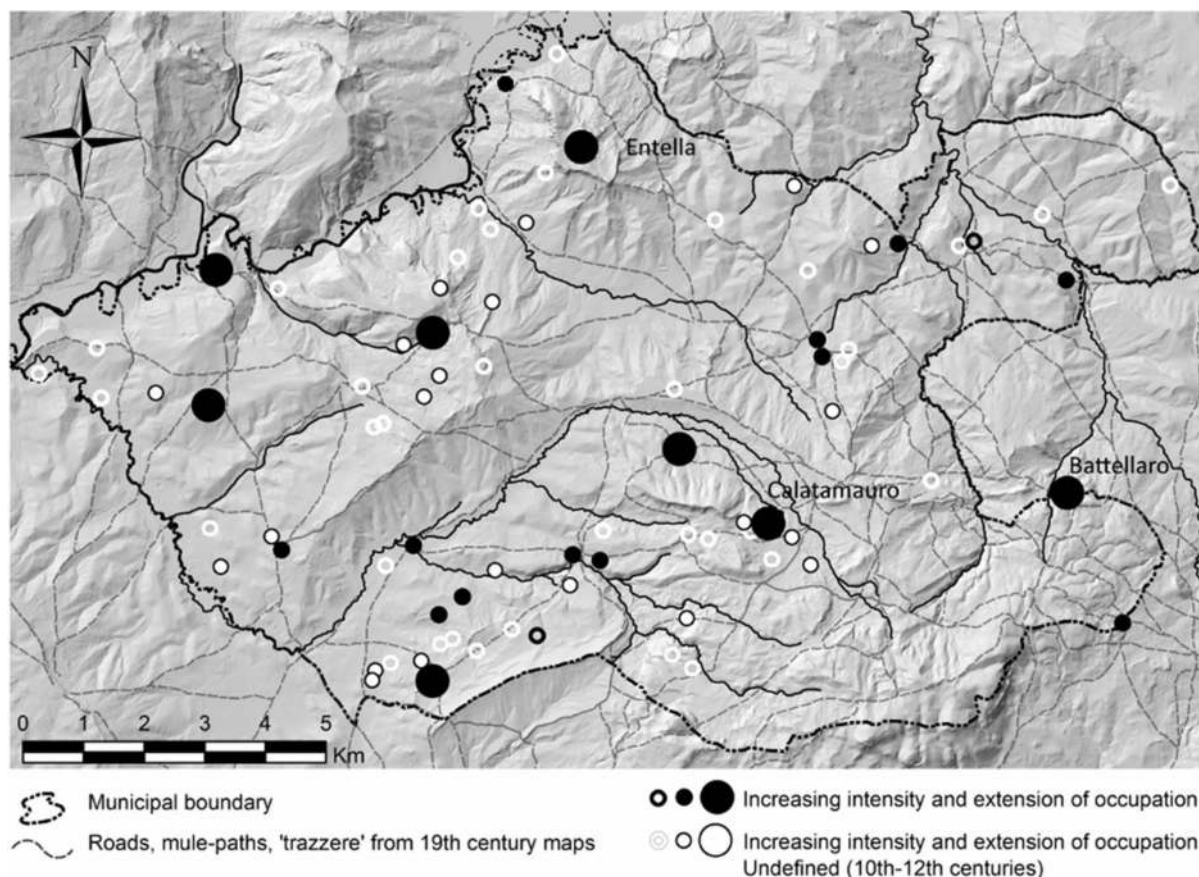 N
Entella
Battellaro
Calatamauro
0 1 2 3 4 5
Km
Municipal boundary
Roads, mule-paths, 'trazzere' from 19th century maps
Increasing intensity and extension of occupation
Increasing intensity and extension of occupation
Undefined (10th-12th centuries)